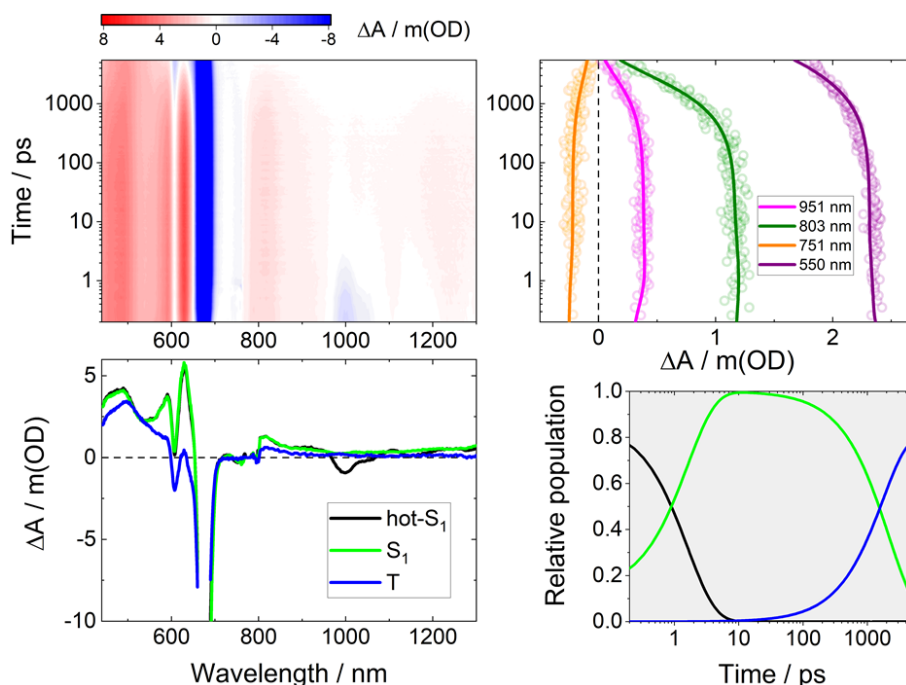 8 4 0 -4 -8 ΔA / m(OD)
Time / ps
1000
100
10
1
600 800 1000 1200
1000
100
10
1
951 nm
803 nm
751 nm
550 nm
0 1 2
ΔA / m(OD)
ΔA / m(OD)
5
0
-5
-10
hot-S₁
S₁
T
600 800 1000 1200
Wavelength / nm
Relative population
1.0
0.8
0.6
0.4
0.2
0.0
1 10 100 1000
Time / ps